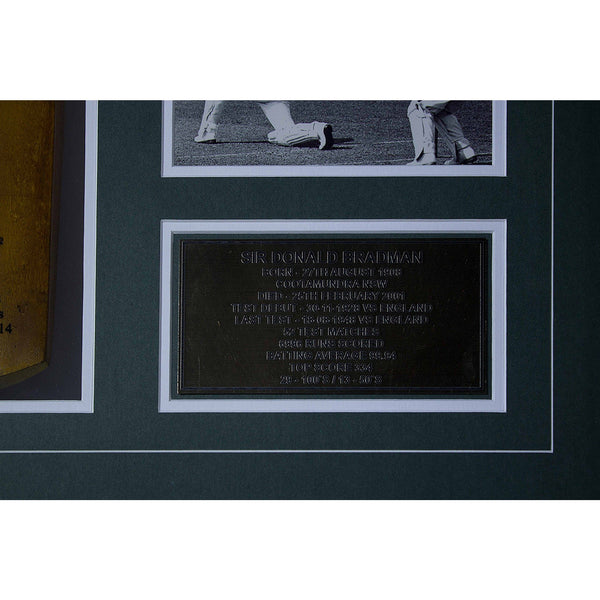 SIR DONALD BRADMAN
BORN - 27TH AUGUST 1908
COOTAMUNDRA NSW
DIED - 25TH FEBRUARY 2001
TEST DEBUT - 30-11-1928 VS ENGLAND
LAST TEST - 18-08-1948 VS ENGLAND
52 TEST MATCHES
6996 RUNS SCORED
BATTING AVERAGE 99.94
TOP SCORE 334
29 - 100'S / 13 - 50'S
14